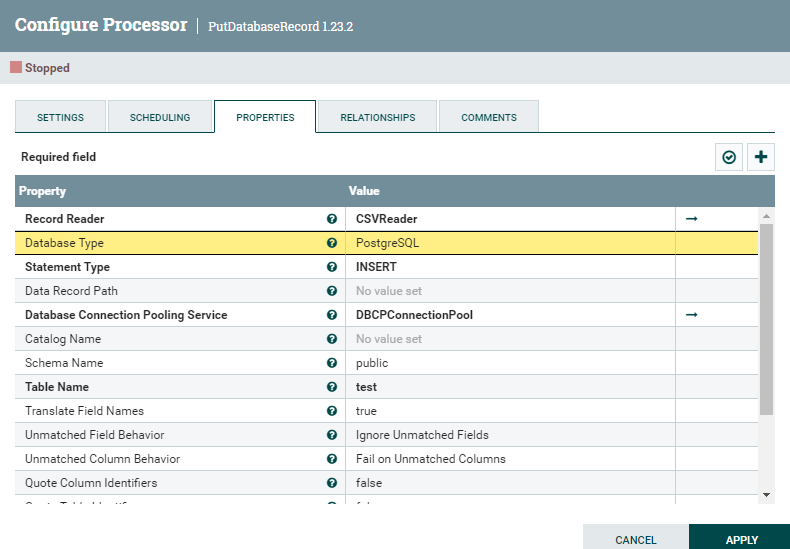 Configure Processor | PutDatabaseRecord 1.23.2
Stopped
SETTINGS SCHEDULING PROPERTIES RELATIONSHIPS COMMENTS
Required field
Property Value
Record Reader CSVReader
Database Type PostgreSQL
Statement Type INSERT
Data Record Path No value set
Database Connection Pooling Service DBCPConnectionPool
Catalog Name No value set
Schema Name public
Table Name test
Translate Field Names true
Unmatched Field Behavior Ignore Unmatched Fields
Unmatched Column Behavior Fail on Unmatched Columns
Quote Column Identifiers false
CANCEL APPLY